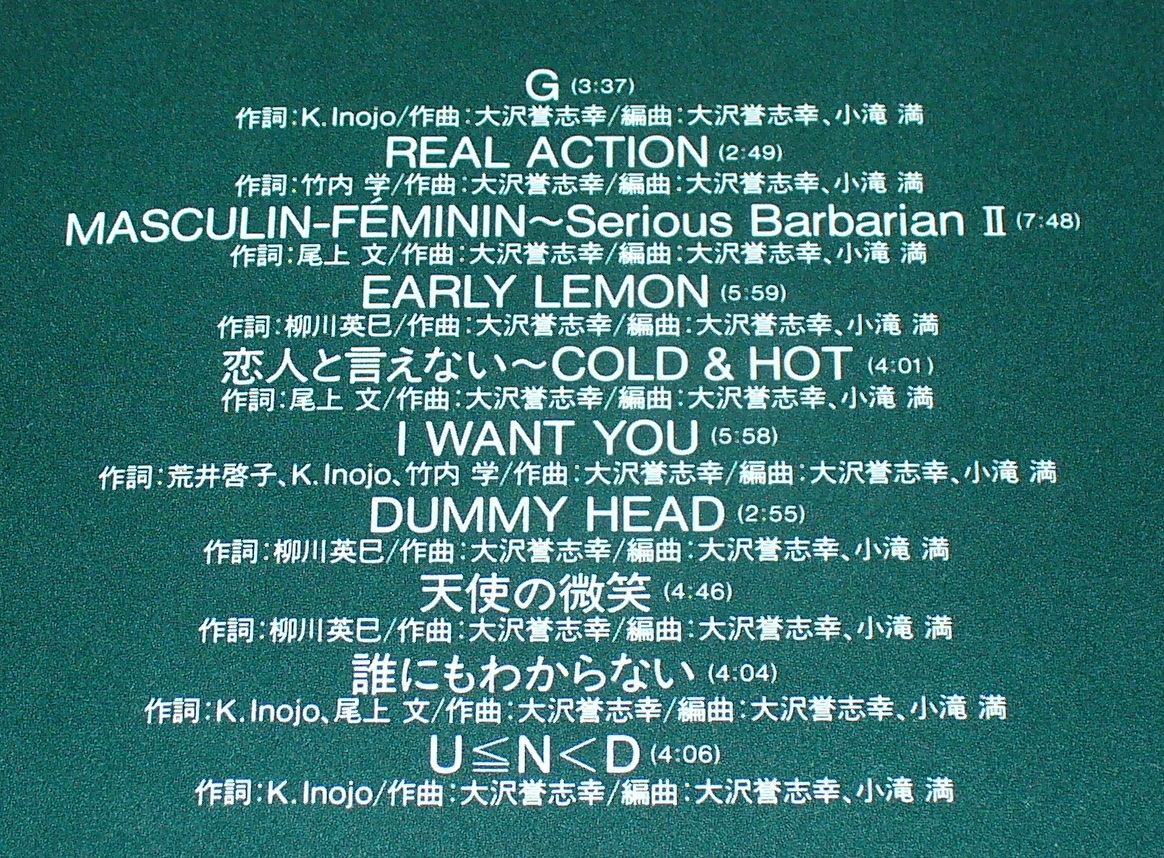 G (3:37)
作詞:K.Inojo/作曲:大沢誉志幸/編曲:大沢誉志幸、小滝 満
REAL ACTION (2:49)
作詞:竹内 学/作曲:大沢誉志幸/編曲:大沢誉志幸、小滝 満
MASCULIN-FÉMININ～Serious Barbarian Ⅱ (7:48)
作詞:尾上 文/作曲:大沢誉志幸/編曲:大沢誉志幸、小滝 満
EARLY LEMON (5:59)
作詞:柳川英巳/作曲:大沢誉志幸/編曲:大沢誉志幸、小滝 満
恋人と言えない～COLD & HOT (4:01)
作詞:尾上 文/作曲:大沢誉志幸/編曲:大沢誉志幸、小滝 満
I WANT YOU (5:58)
作詞:荒井啓子、K.Inojo、竹内 学/作曲:大沢誉志幸/編曲:大沢誉志幸、小滝 満
DUMMY HEAD (2:55)
作詞:柳川英巳/作曲:大沢誉志幸/編曲:大沢誉志幸、小滝 満
天使の微笑 (4:46)
作詞:柳川英巳/作曲:大沢誉志幸/編曲:大沢誉志幸、小滝 満
誰にもわからない (4:04)
作詞:K.Inojo、尾上 文/作曲:大沢誉志幸/編曲:大沢誉志幸、小滝 満
U≦N<D (4:06)
作詞:K.Inojo/作曲:大沢誉志幸/編曲:大沢誉志幸、小滝 満